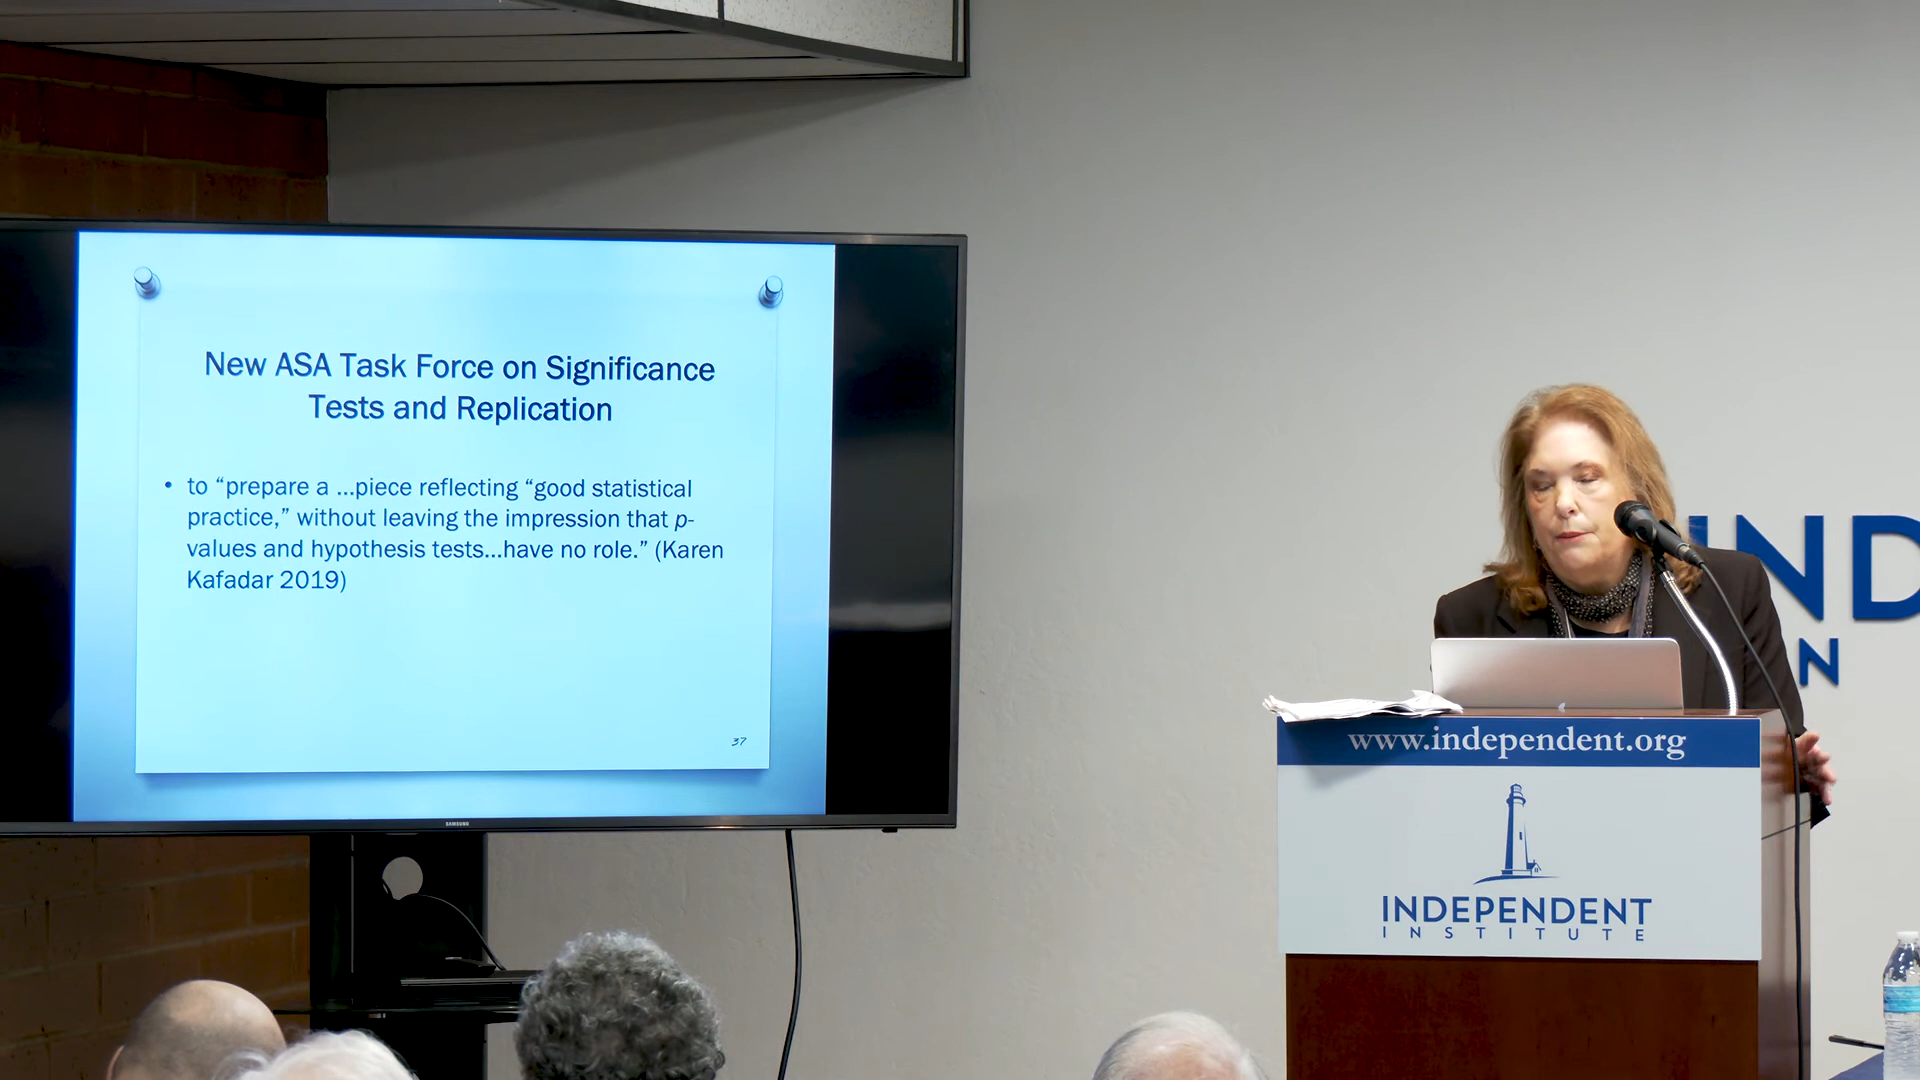 New ASA Task Force on Significance
Tests and Replication
• to “prepare a ...piece reflecting “good statistical
practice,” without leaving the impression that p-
values and hypothesis tests...have no role.” (Karen
Kafadar 2019)
37
SAMSUNG
IND
N
www.independent.org
INDEPENDENT
INSTITUTE